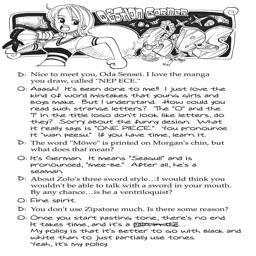 D: Nice to meet you, Oda Sensei. I love the manga
you draw, called "NEP ECE."
O: Aaaah! It's been done to me!! I just love the
kind of word mistakes that young girls and
boys make. But I understand. How could you
read such strange letters? The "O" and the
"I" in the title logo don't look like letters, do
they? Sorry about the funny design. What
it really says is "ONE PIECE." You pronounce
it "wan peesu." If you have time, learn it.
D: The word "Möwe" is printed on Morgan's chin, but
what does that mean?
O: It's German. It means "Seagull" and is
pronounced, "mee-be." After all, he's a
seaman.
D: About Zolo's three sword style...I would think you
wouldn't be able to talk with a sword in your mouth.
By any chance...is he a ventriloquist?
O: Fine spirit.
D: You don't use Zipatone much. Is there some reason?
O: Once you start pasting tone, there's no end.
It takes time, and it's a
My policy is that it's better to go with black and
white than to just partially use tones.
Yeah, it's my policy.